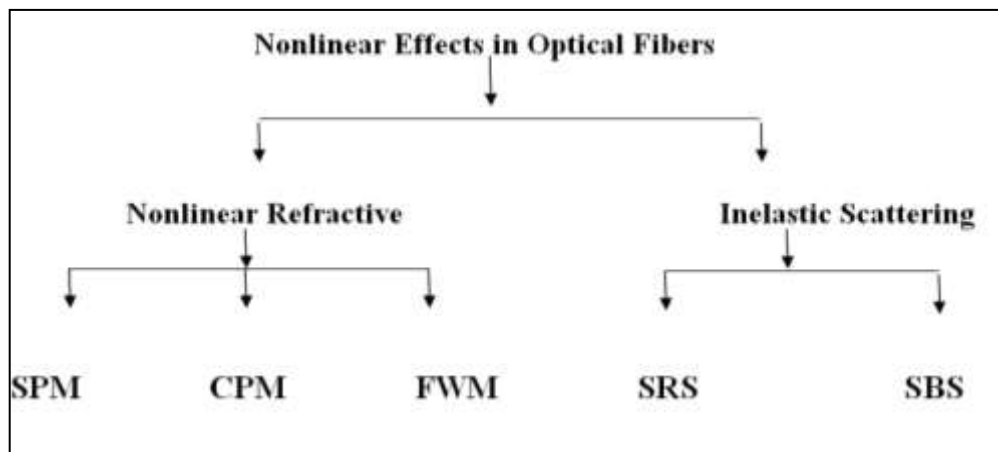 Nonlinear Effects in Optical Fibers
Nonlinear Refractive Inelastic Scattering
SPM CPM FWM SRS SBS